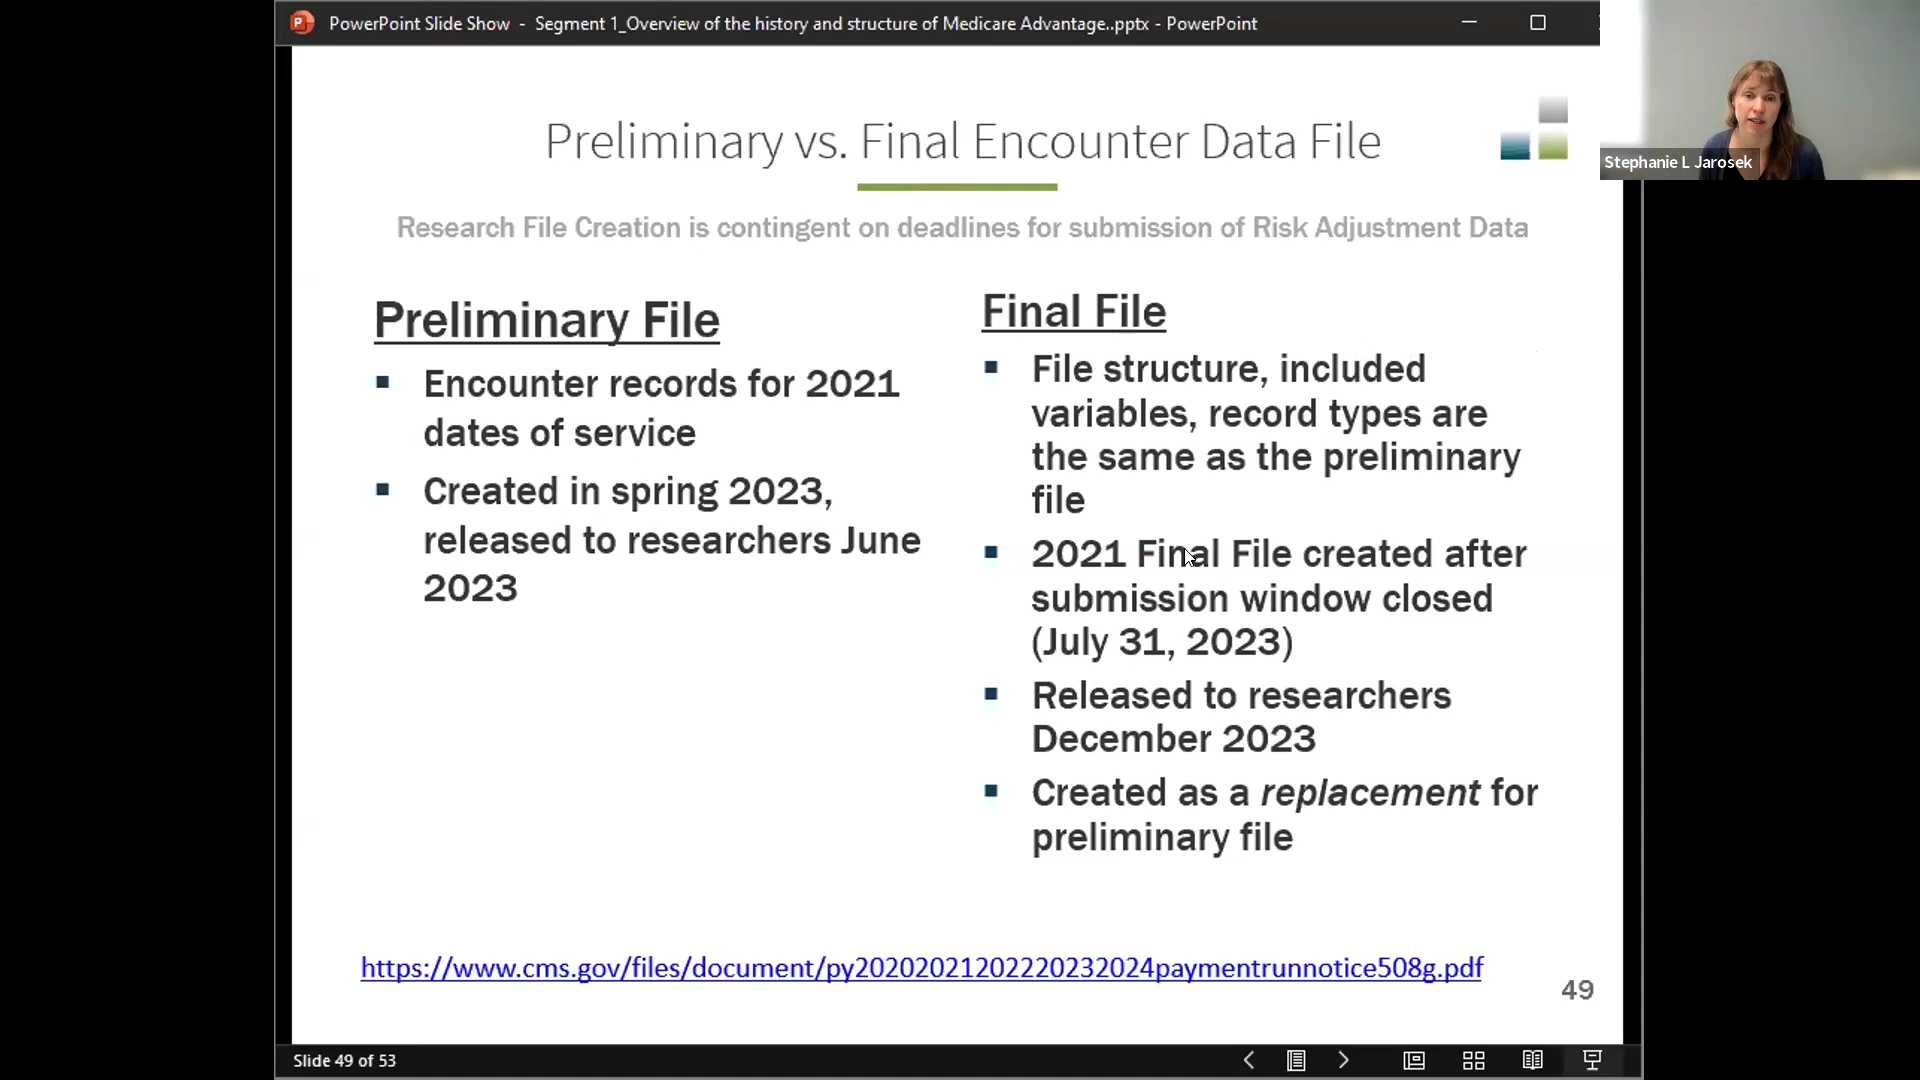 PowerPoint Slide Show - Segment 1_Overview of the history and structure of Medicare Advantage..pptx - PowerPoint
Stephanie L Jarosek
Preliminary vs. Final Encounter Data File
Research File Creation is contingent on deadlines for submission of Risk Adjustment Data
Preliminary File
Encounter records for 2021
dates of service
Created in spring 2023,
released to researchers June
2023
Final File
File structure, included
variables, record types are
the same as the preliminary
file
2021 Final File created after
submission window closed
(July 31, 2023)
Released to researchers
December 2023
Created as a replacement for
preliminary file
https://www.cms.gov/files/document/py20202021202220232024paymentrunnotice508g.pdf
49
Slide 49 of 53